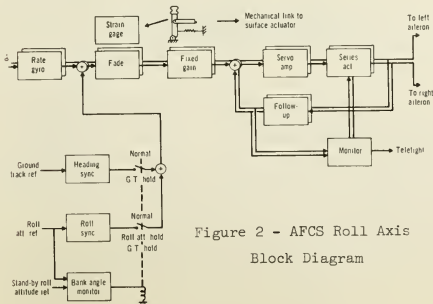 Strain
gage
Mechanical link to
surface actuator
To left
aileron
Rate
gyro
Fade
Fixed
gain
Servo
amp
Series
act
To right
aileron
Follow-
up
Monitor
Telelight
Ground
track ref
Heading
sync
Normal
G T hold
Roll
att ref
Roll
sync
Normal
Roll att hold
G T hold
Stand-by roll
attitude ref
Bank angle
monitor
Figure 2 - AFCS Roll Axis
Block Diagram